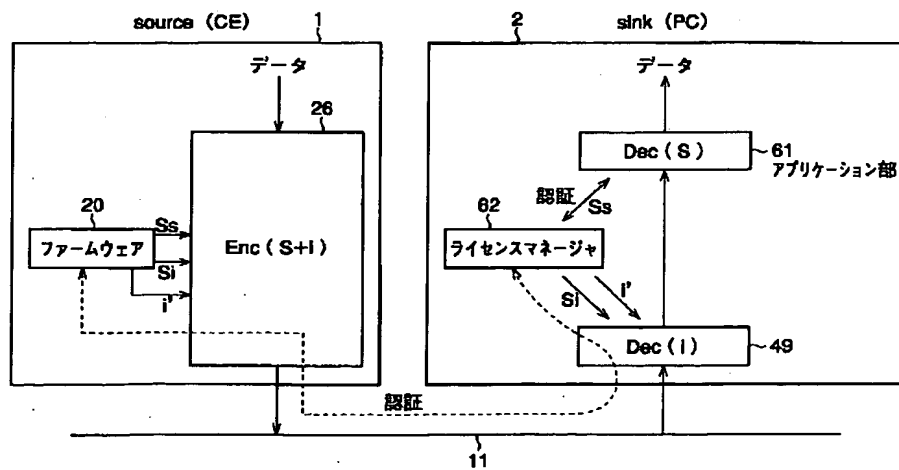 source (CE)
1
データ
26
20
ファームウェア
Ss
Si
i'
Enc (S+i)
認証
11
sink (PC)
2
データ
Dec (S)
61
アプリケーション部
認証
Ss
62
ライセンスマネージャ
Si
i'
Dec (i)
49